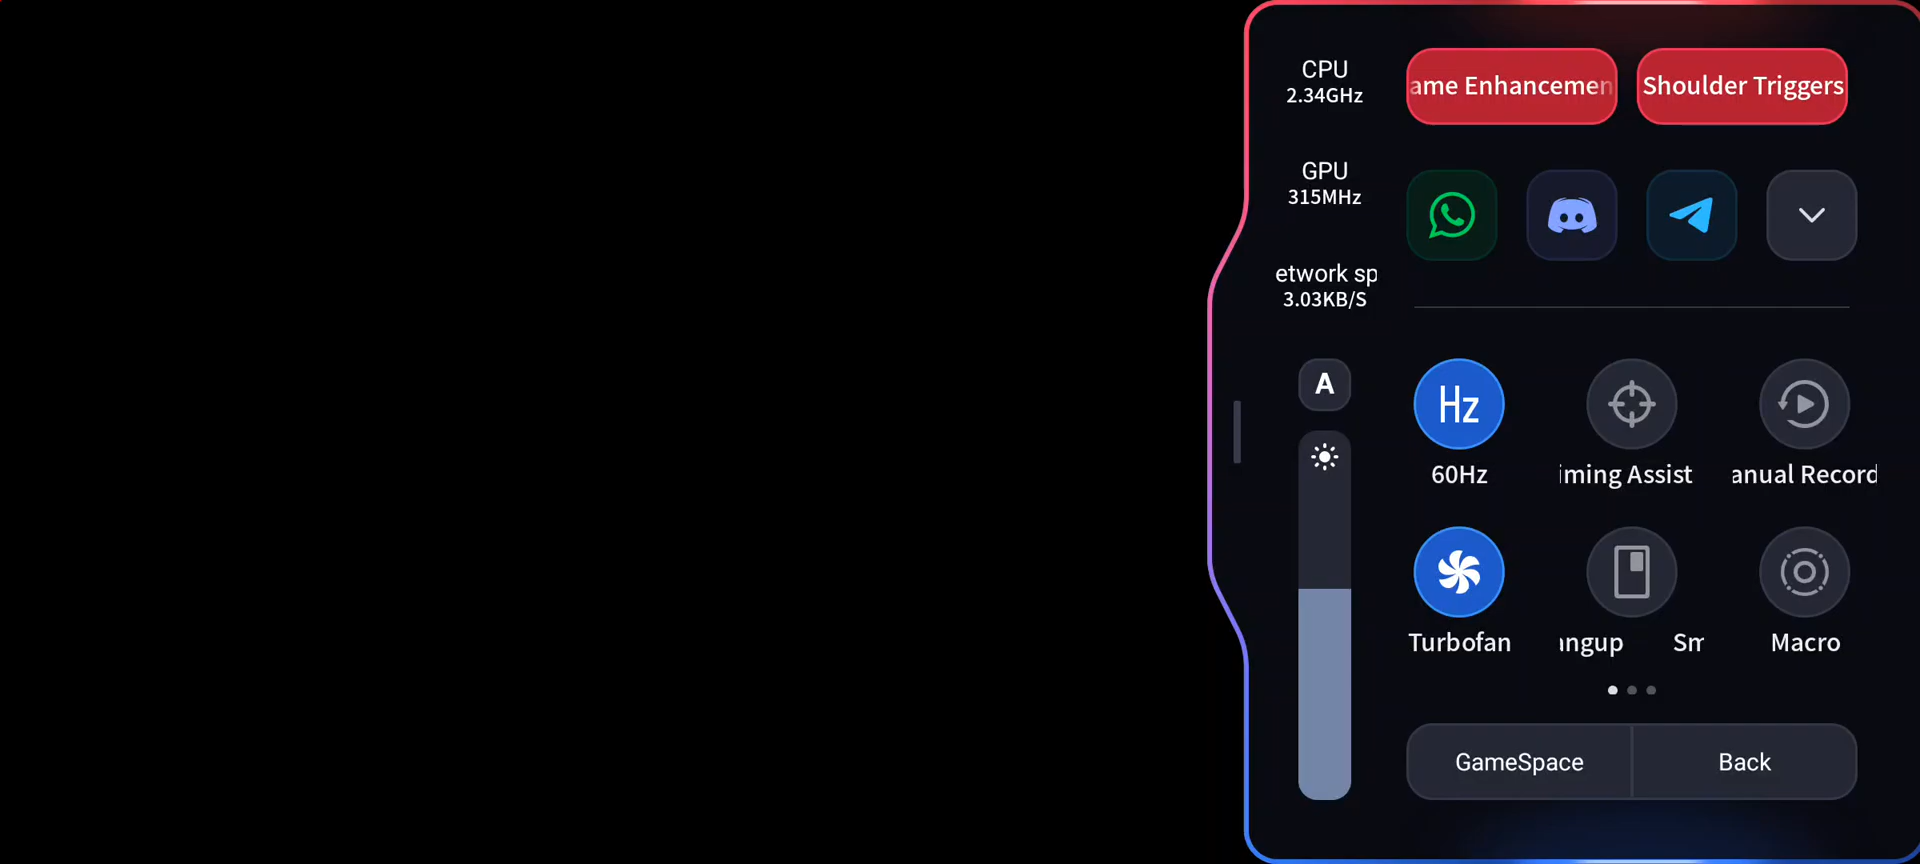 CPU
2.34GHz
GPU
315MHz
etwork sp
3.03KB/S
A
ame Enhancemen
Shoulder Triggers
Hz
60Hz
iming Assist
anual Record
Turbofan
ngup Sm
Macro
GameSpace
Back